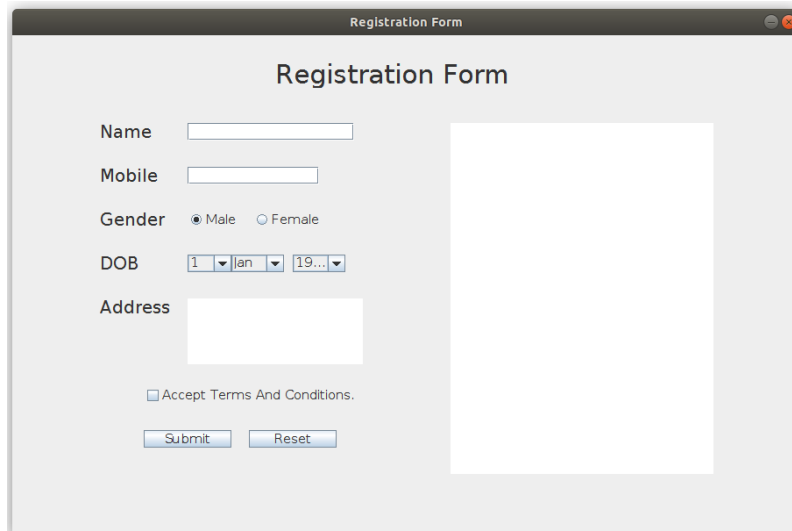 Registration Form
Registration Form
Name
Mobile
Gender Male Female
DOB 1 Jan 19...
Address
Accept Terms And Conditions.
Submit Reset